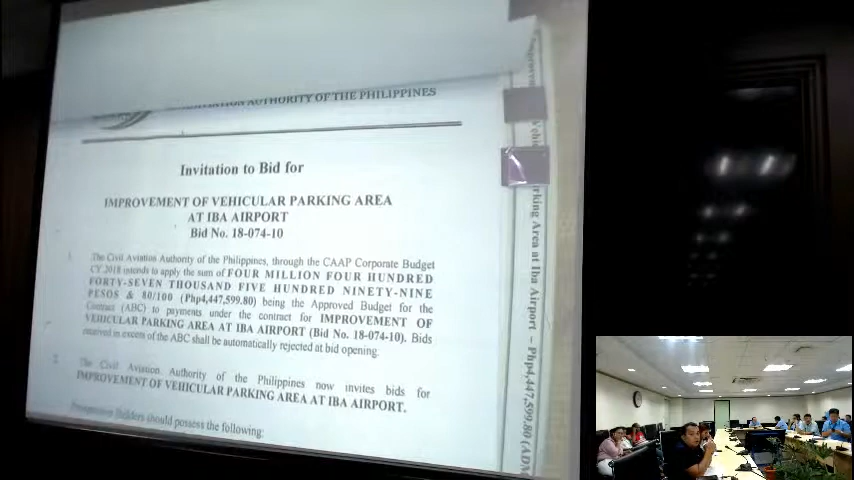 AUTHORITY OF THE PHILIPPINES
Invitation to Bid for
IMPROVEMENT OF VEHICULAR PARKING AREA
AT IBA AIRPORT
Bid No. 18-074-10
The Civil Aviation Authority of the Philippines, through the CAAP Corporate Budget
CY 2018 intends to apply the sum of FOUR MILLION FOUR HUNDRED
FORTY-SEVEN THOUSAND FIVE HUNDRED NINETY-NINE
PESOS & 80/100 (Php4,447,599.80) being the Approved Budget for the
Contract (ABC) to payments under the contract for IMPROVEMENT OF
VEHICULAR PARKING AREA AT IBA AIRPORT (Bid No. 18-074-10). Bids
received in excess of the ABC shall be automatically rejected at bid opening.
2. The Civil Aviation Authority of the Philippines now invites bids for
IMPROVEMENT OF VEHICULAR PARKING AREA AT IBA AIRPORT.
should possess the following:
rking Area at Iba Airport – Php4,447,599.80 (ADM